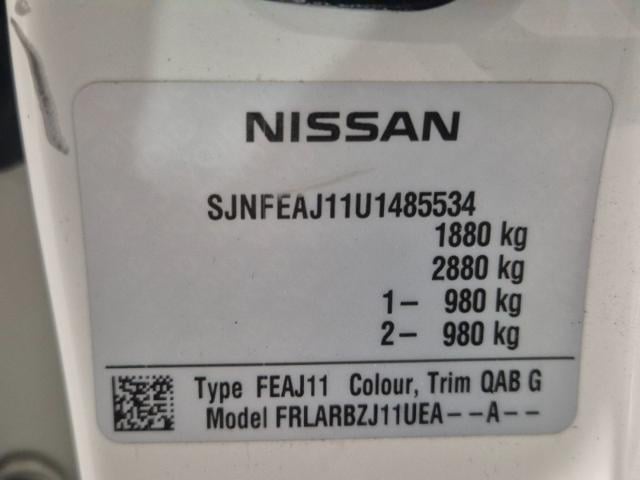 NISSAN
SJNFEAJ11U1485534
1880 kg
2880 kg
1- 980 kg
2- 980 kg
Type FEAJ11 Colour, Trim QAB G
Model FRLARBZJ11UEA--A--